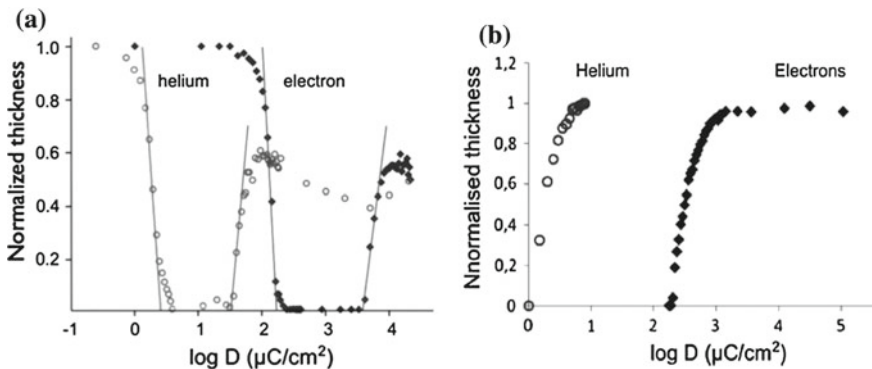 (a)
Normalized thickness
1.0
0.8
0.6
0.4
0.2
helium
electron
-1 0 1 2 3 4
log D (µC/cm²)
(b)
Nnormalised thickness
1,2
1
0,8
0,6
0,4
0,2
0
Helium Electrons
0 1 2 3 4 5
log D (µC/cm²)